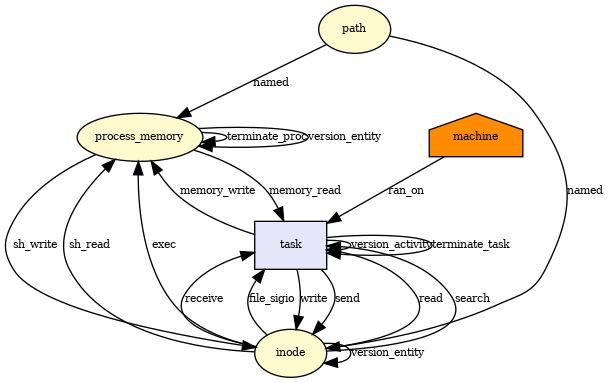 path
named
process_memory
terminate_proc
version_entity
machine
memory_write
memory_read
ran_on
named
sh_write
sh_read
exec
task
version_activity
terminate_task
receive
file_sigio
write
send
read
search
inode
version_entity